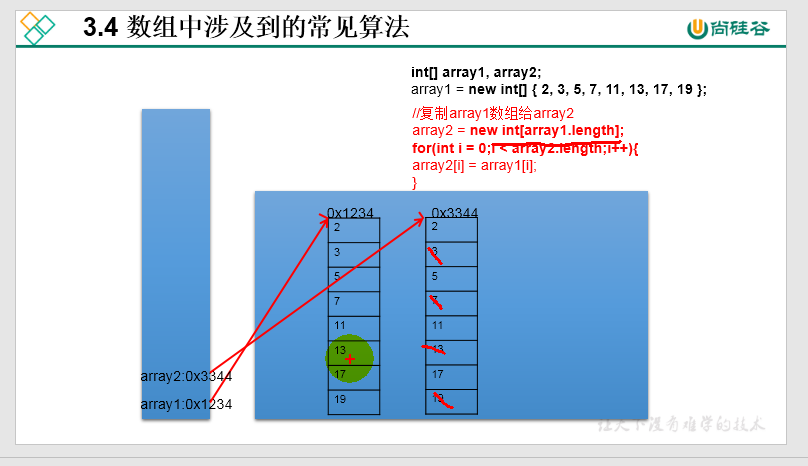 3.4 数组中涉及到的常见算法
尚硅谷
int[] array1, array2;
array1 = new int[] { 2, 3, 5, 7, 11, 13, 17, 19 };
//复制array1数组给array2
array2 = new int[array1.length];
for(int i = 0;i < array2.length;i++){
array2[i] = array1[i];
}
0x1234
2
3
5
7
11
13
17
19
0x3344
2
3
5
7
11
13
17
19
array2:0x3344
array1:0x1234
让天下没有难学的技术